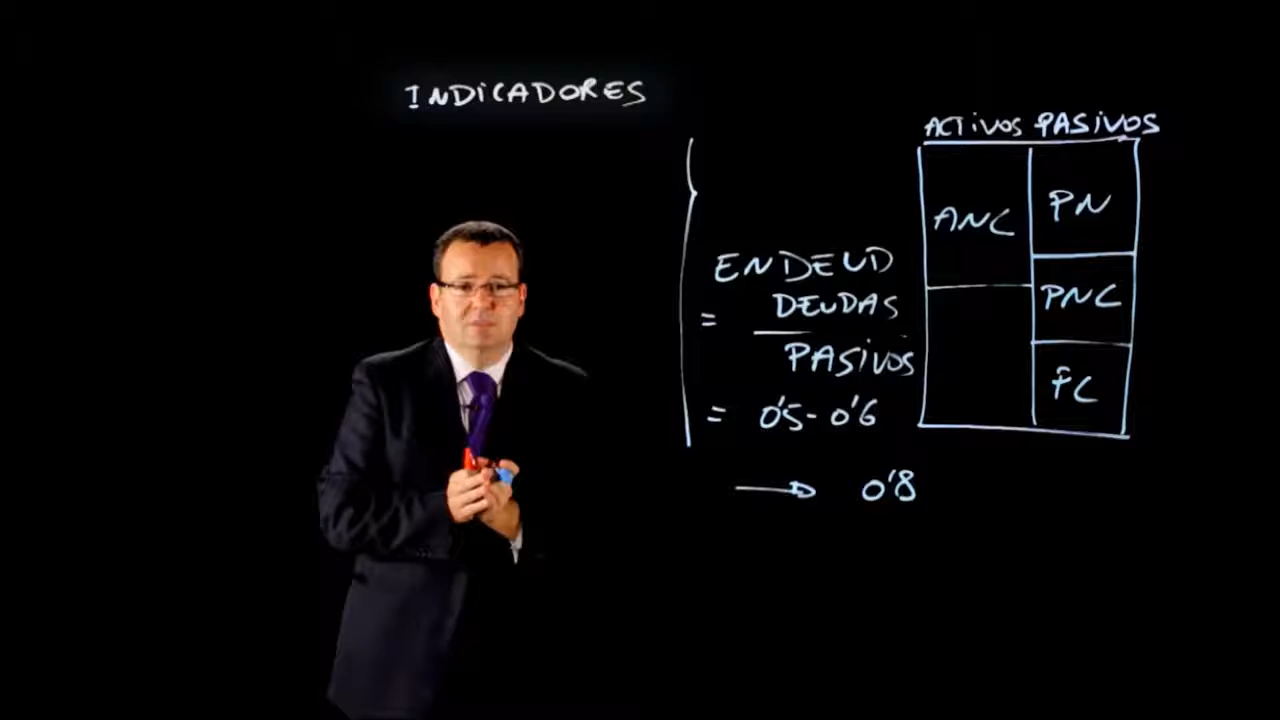 INDICADORES
ACTIVOS PASIVOS
ANC
PN
PNC
PC
ENDEUD
= DEUDAS
PASIVOS
= 0'5 - 0'6
→ 0'8